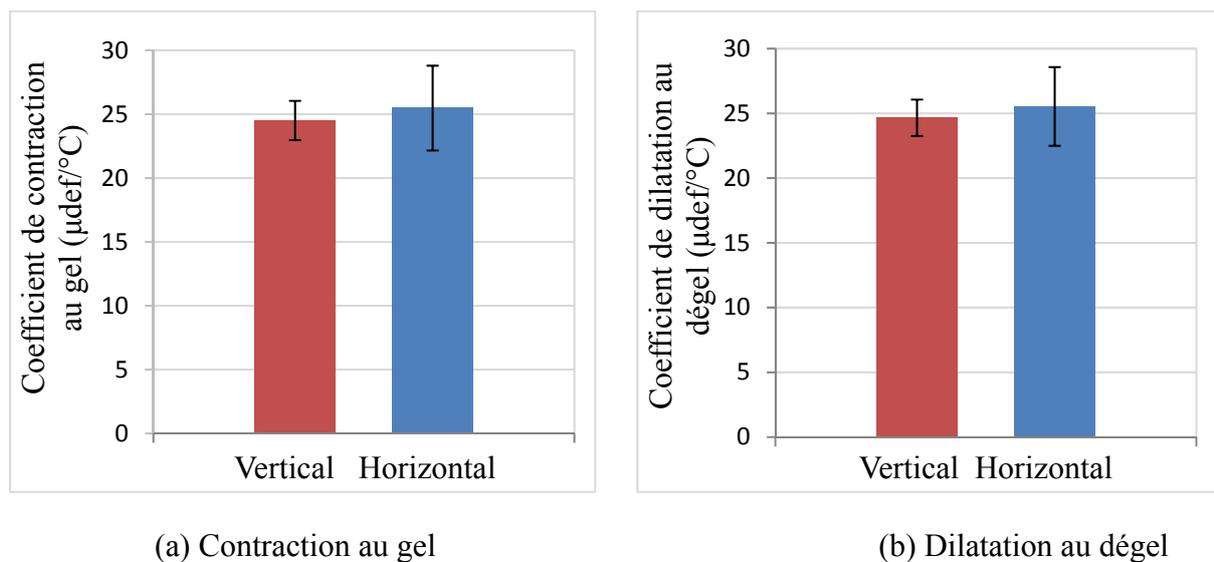 Coefficient de contraction
au gel (μdef/°C)
30
25
20
15
10
5
0
Vertical Horizontal
(a) Contraction au gel
Coefficient de dilatation au
dégel (μdef/°C)
30
25
20
15
10
5
0
Vertical Horizontal
(b) Dilatation au dégel